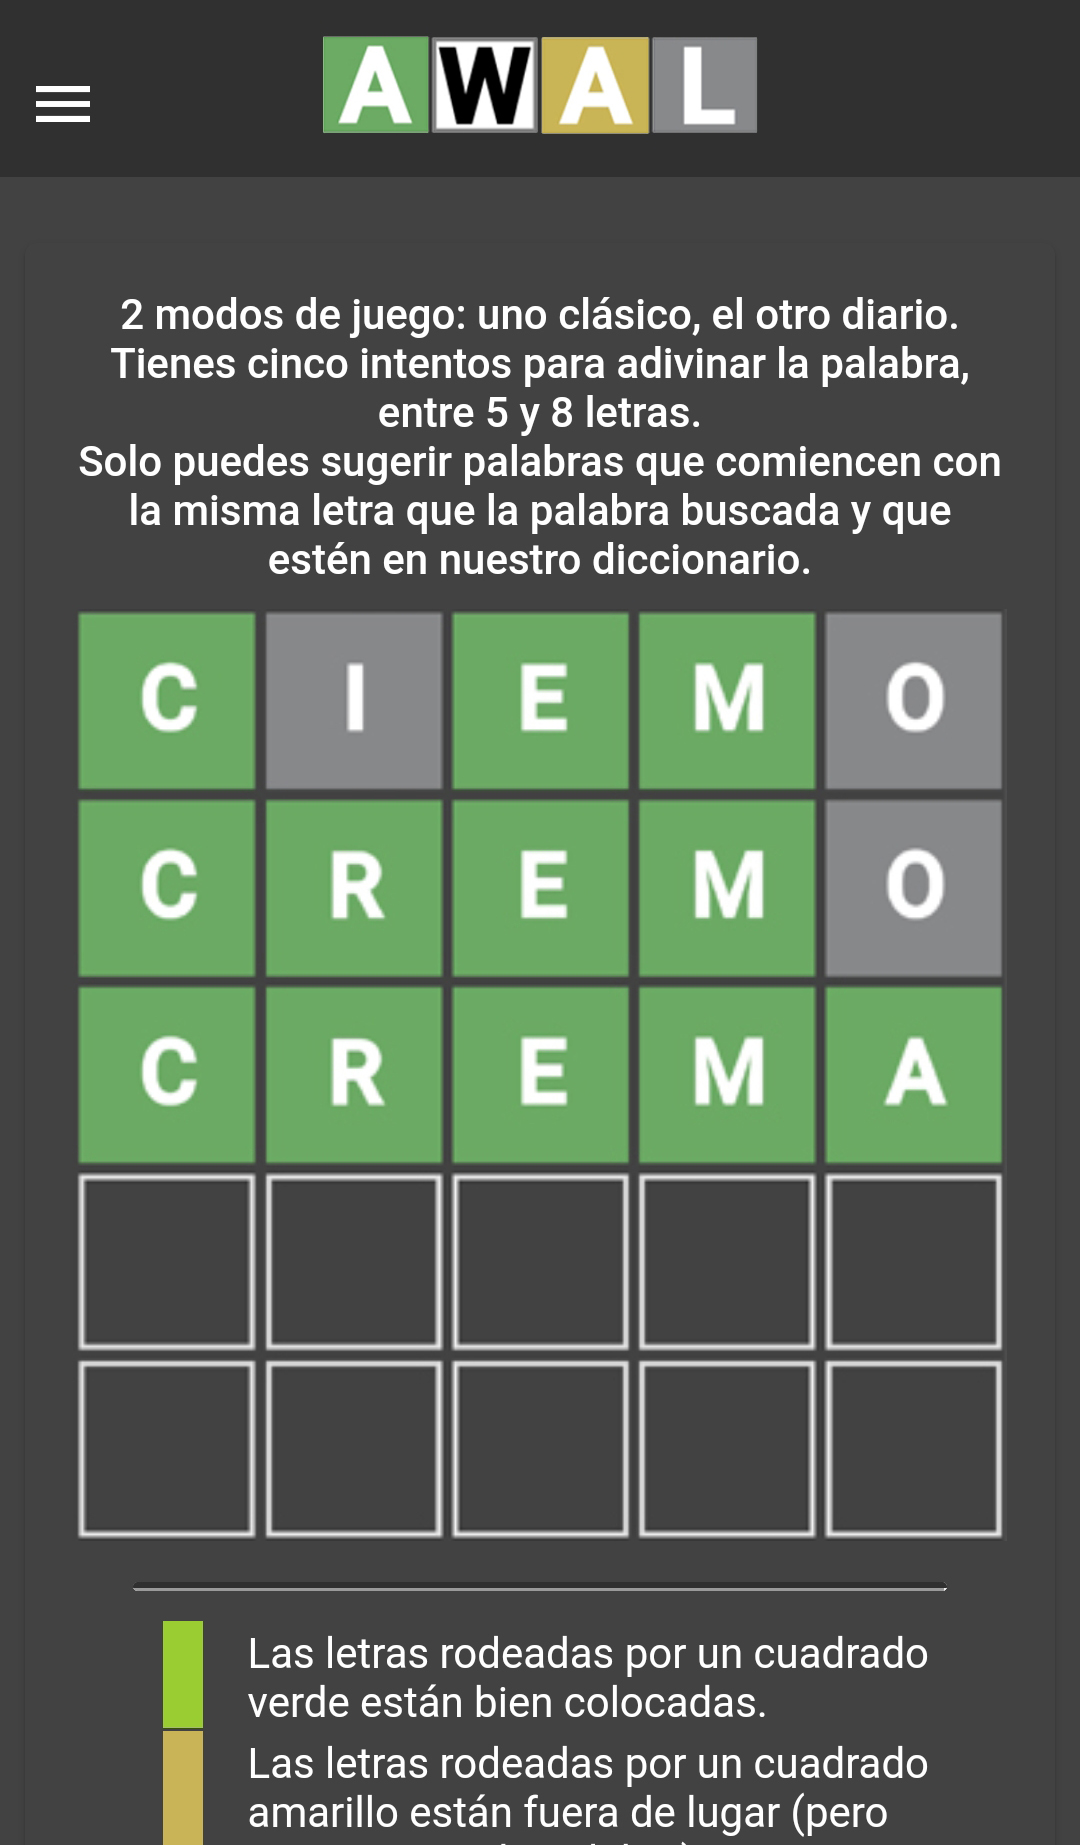 AWAL
2 modos de juego: uno clásico, el otro diario.
Tienes cinco intentos para adivinar la palabra,
entre 5 y 8 letras.
Solo puedes sugerir palabras que comiencen con
la misma letra que la palabra buscada y que
estén en nuestro diccionario.
C I E M O
C R E M O
C R E M A
Las letras rodeadas por un cuadrado
verde están bien colocadas.
Las letras rodeadas por un cuadrado
amarillo están fuera de lugar (pero